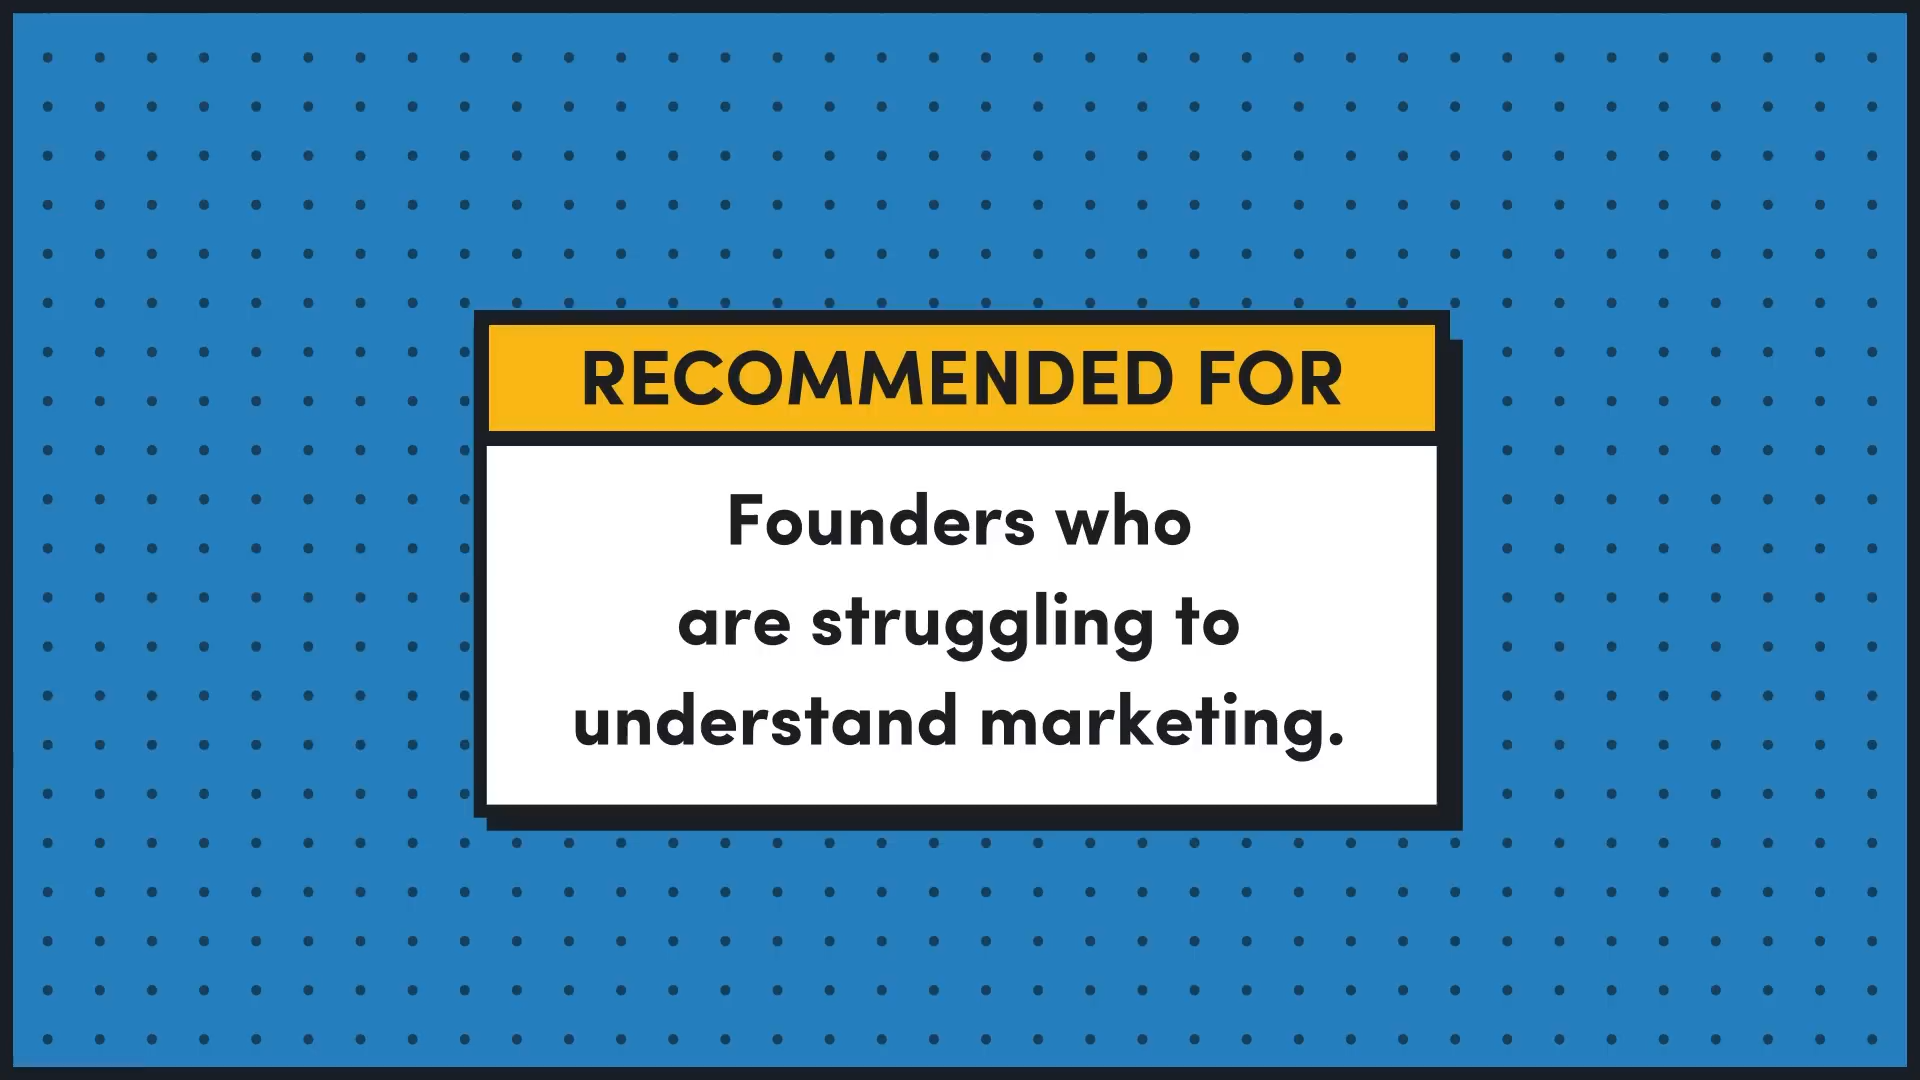 RECOMMENDED FOR
Founders who
are struggling to
understand marketing.